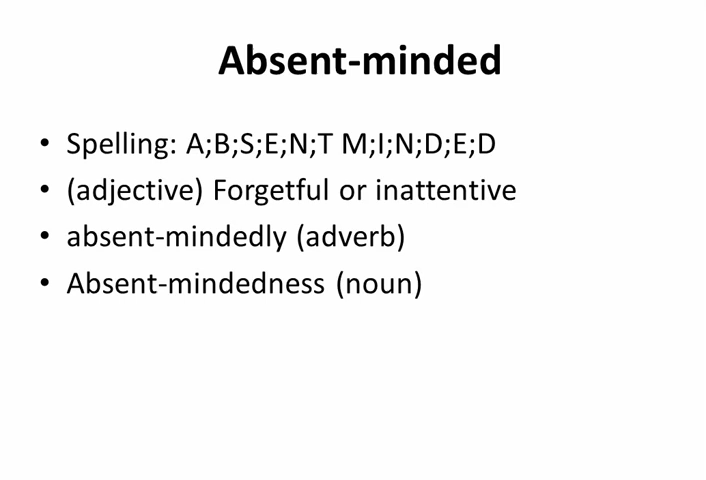 Absent-minded
• Spelling: A;B;S;E;N;T M;I;N;D;E;D
• (adjective) Forgetful or inattentive
• absent-mindedly (adverb)
• Absent-mindedness (noun)